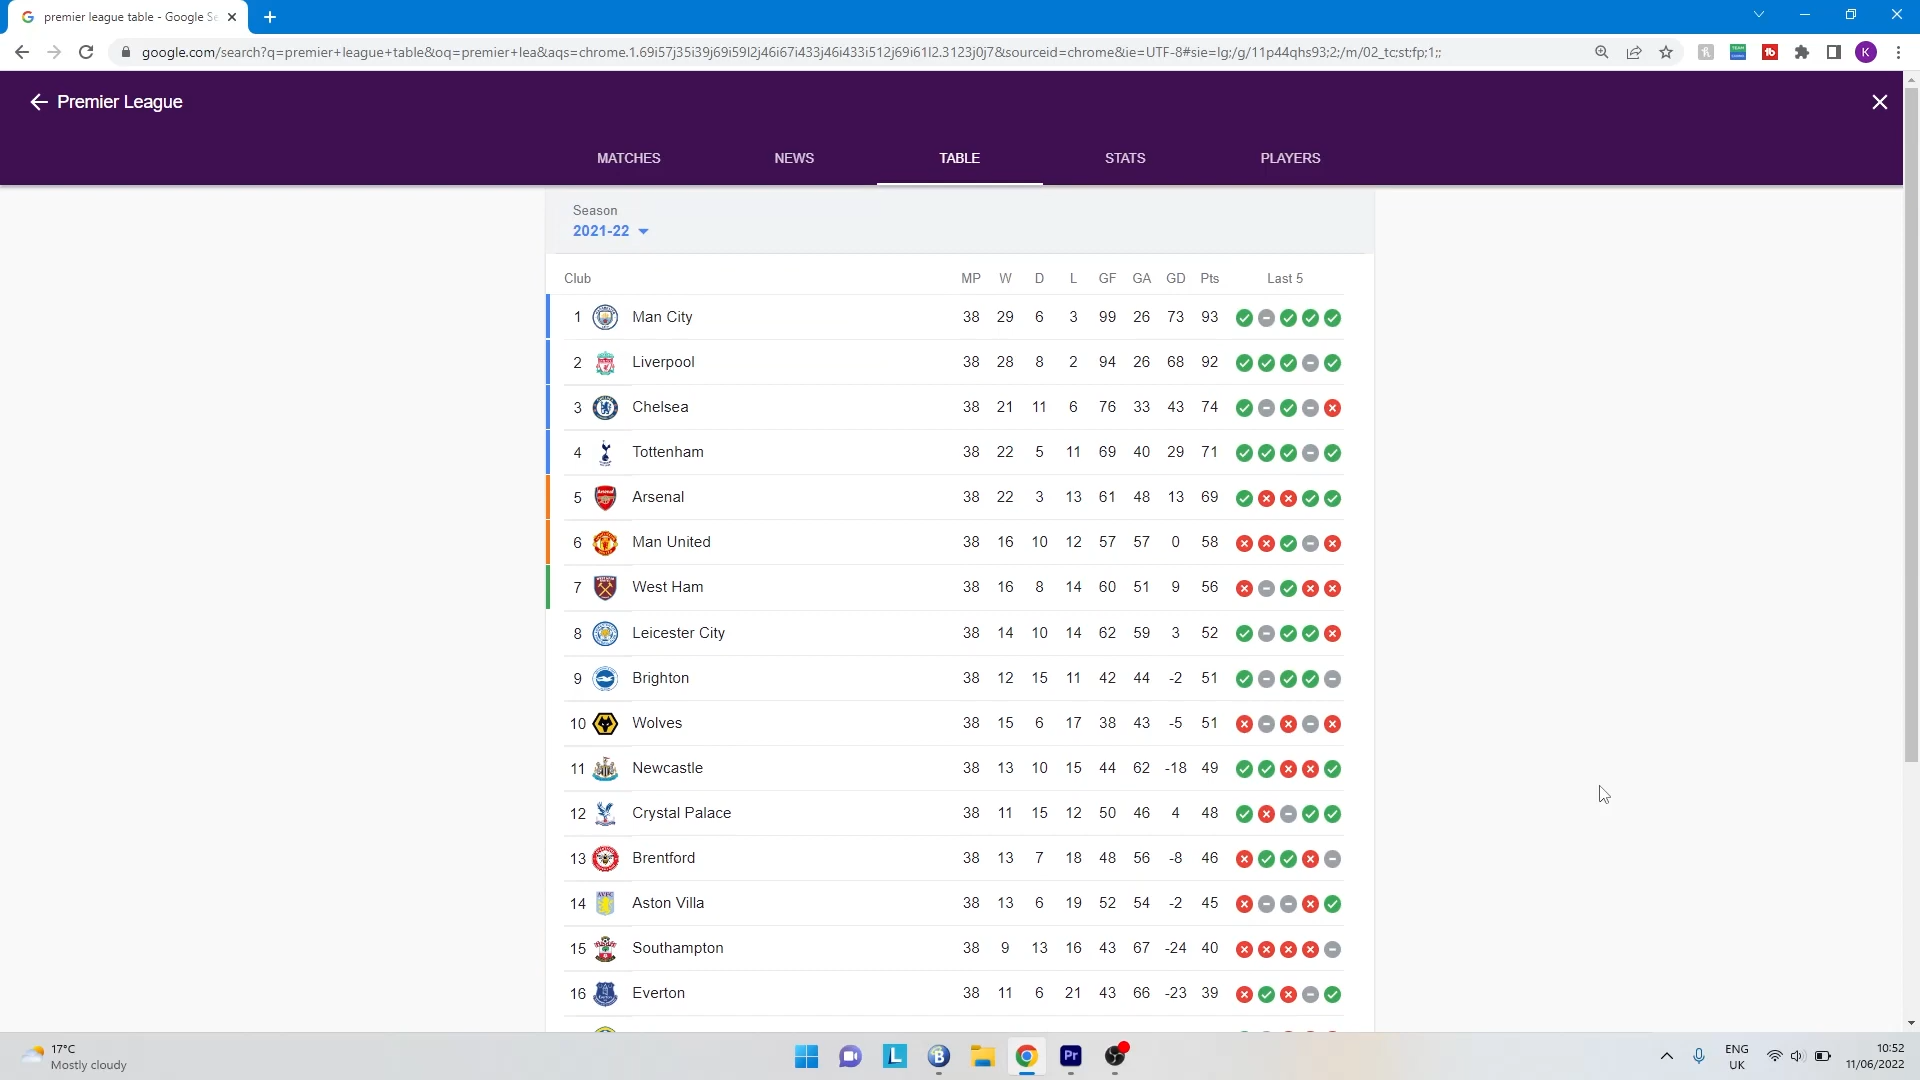 premier league table - Google Se
google.com/search?q=premier+league+table&oq=premier+lea&aqs=chrome.1.69i57j35i39j69i59l2j46i67i433j46i433i512j69i61l2.3123j0j7&sourceid=chrome&ie=UTF-8#sie=lg;/g/11p44qhs93;2;/m/02_tc;st;fp;1;;
K
Premier League
MATCHES NEWS TABLE STATS PLAYERS
Season
2021-22
Club MP W D L GF GA GD Pts Last 5
1 Man City 38 29 6 3 99 26 73 93
2 Liverpool 38 28 8 2 94 26 68 92
3 Chelsea 38 21 11 6 76 33 43 74
4 Tottenham 38 22 5 11 69 40 29 71
5 Arsenal 38 22 3 13 61 48 13 69
6 Man United 38 16 10 12 57 57 0 58
7 West Ham 38 16 8 14 60 51 9 56
8 Leicester City 38 14 10 14 62 59 3 52
9 Brighton 38 12 15 11 42 44 -2 51
10 Wolves 38 15 6 17 38 43 -5 51
11 Newcastle 38 13 10 15 44 62 -18 49
12 Crystal Palace 38 11 15 12 50 46 4 48
13 Brentford 38 13 7 18 48 56 -8 46
14 Aston Villa 38 13 6 19 52 54 -2 45
15 Southampton 38 9 13 16 43 67 -24 40
16 Everton 38 11 6 21 43 66 -23 39
17°C
Mostly cloudy
L B Pr
ENG
UK
10:52
11/06/2022